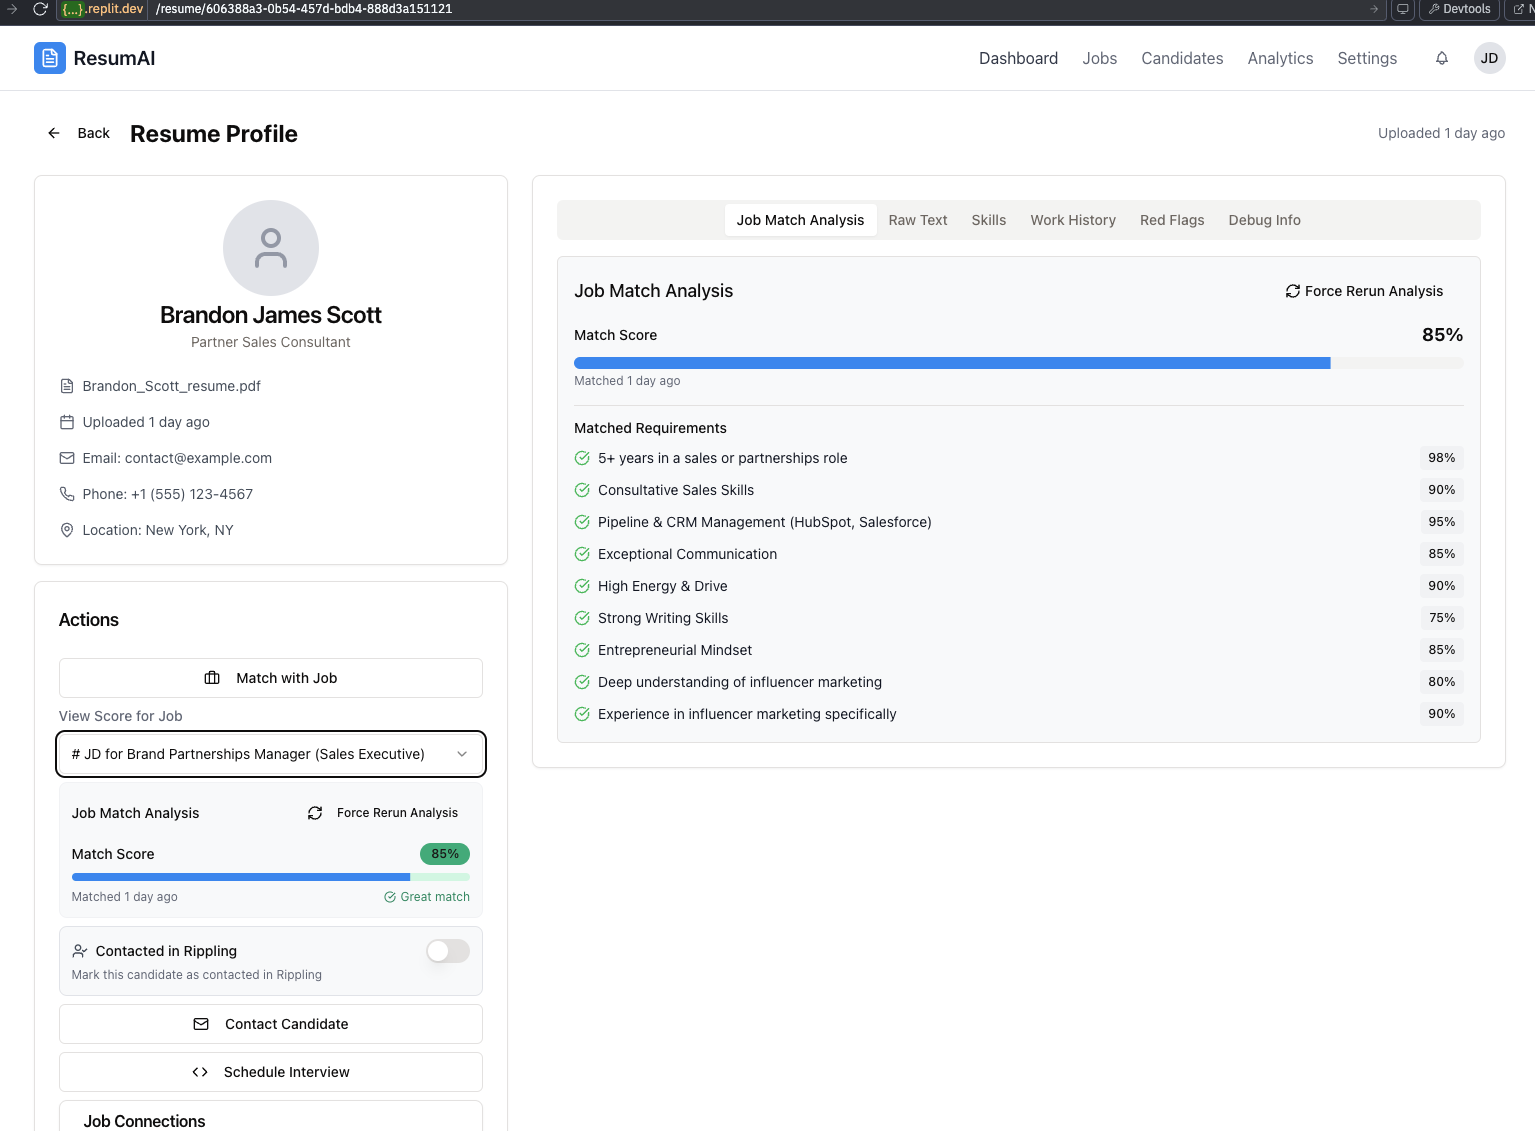 {...}.replit.dev /resume/606388a3-0b54-457d-bdb4-888d3a151121
Devtools
ResumAI
Dashboard Jobs Candidates Analytics Settings JD
Back Resume Profile Uploaded 1 day ago
Brandon James Scott
Partner Sales Consultant
Brandon_Scott_resume.pdf
Uploaded 1 day ago
Email: contact@example.com
Phone: +1 (555) 123-4567
Location: New York, NY
Actions
Match with Job
View Score for Job
# JD for Brand Partnerships Manager (Sales Executive)
Job Match Analysis Force Rerun Analysis
Match Score 85%
Matched 1 day ago Great match
Contacted in Rippling
Mark this candidate as contacted in Rippling
Contact Candidate
Schedule Interview
Job Connections
Job Match Analysis Raw Text Skills Work History Red Flags Debug Info
Job Match Analysis Force Rerun Analysis
Match Score 85%
Matched 1 day ago
Matched Requirements
5+ years in a sales or partnerships role 98%
Consultative Sales Skills 90%
Pipeline & CRM Management (HubSpot, Salesforce) 95%
Exceptional Communication 85%
High Energy & Drive 90%
Strong Writing Skills 75%
Entrepreneurial Mindset 85%
Deep understanding of influencer marketing 80%
Experience in influencer marketing specifically 90%